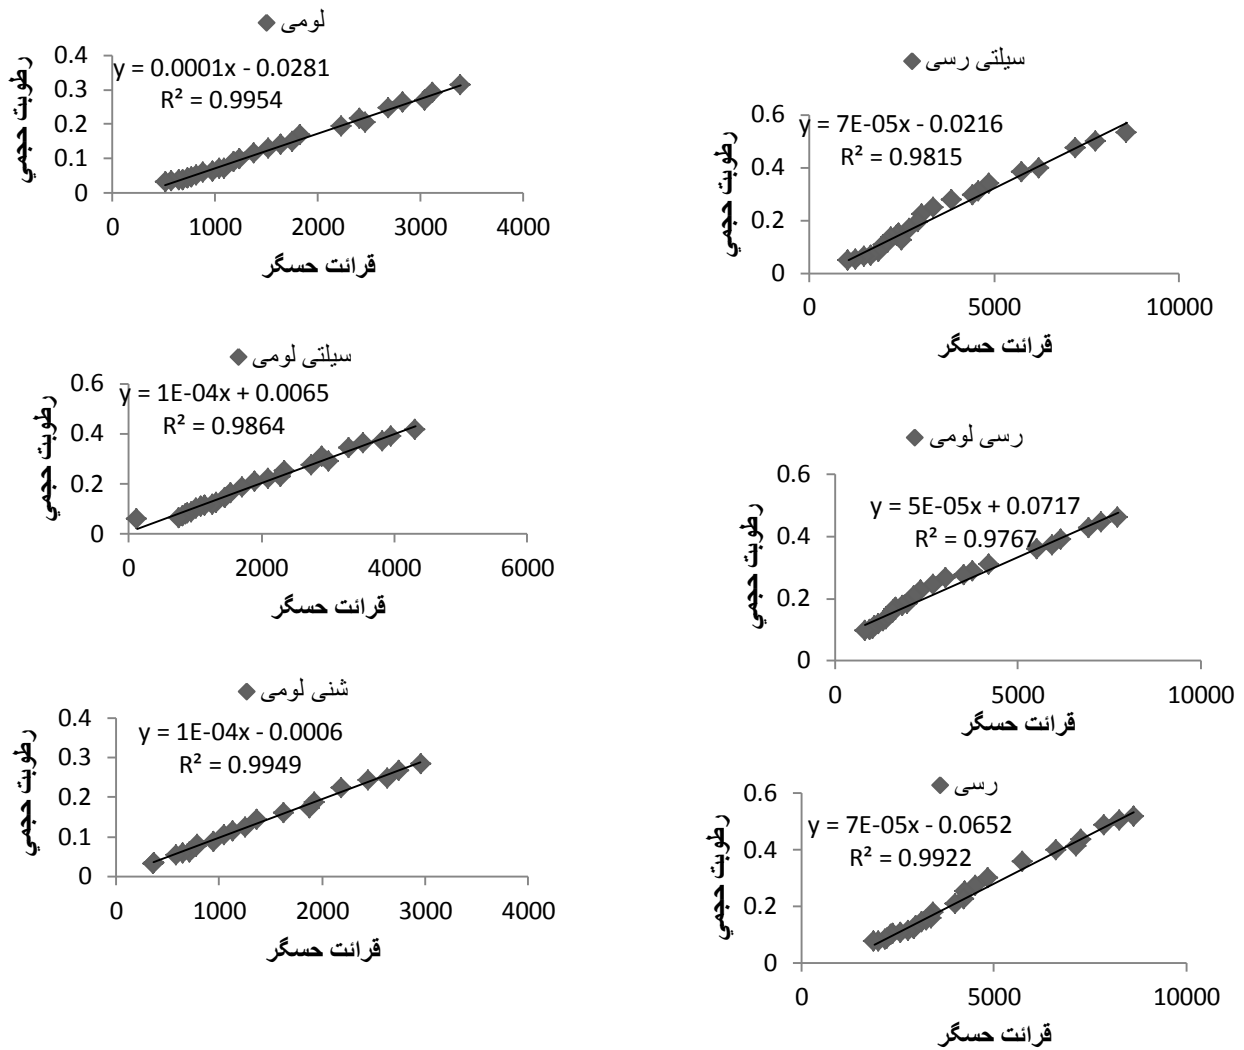 لومی
رطوبت حجمي
y = 0.0001x - 0.0281
R² = 0.9954
0.4
0.3
0.2
0.1
0
0 1000 2000 3000 4000
قرائت حسگر
سیلتی رسی
رطوبت حجمي
y = 7E-05x - 0.0216
R² = 0.9815
0.6
0.4
0.2
0
0 5000 10000
قرائت حسگر
سیلتی لومی
رطوبت حجمي
y = 1E-04x + 0.0065
R² = 0.9864
0.6
0.4
0.2
0
0 2000 4000 6000
قرائت حسگر
رسی لومی
رطوبت حجمي
y = 5E-05x + 0.0717
R² = 0.9767
0.6
0.4
0.2
0
0 5000 10000
قرائت حسگر
شنی لومی
رطوبت حجمي
y = 1E-04x - 0.0006
R² = 0.9949
0.4
0.3
0.2
0.1
0
0 1000 2000 3000 4000
قرائت حسگر
رسی
رطوبت حجمي
y = 7E-05x - 0.0652
R² = 0.9922
0.6
0.4
0.2
0
0 5000 10000
قرائت حسگر